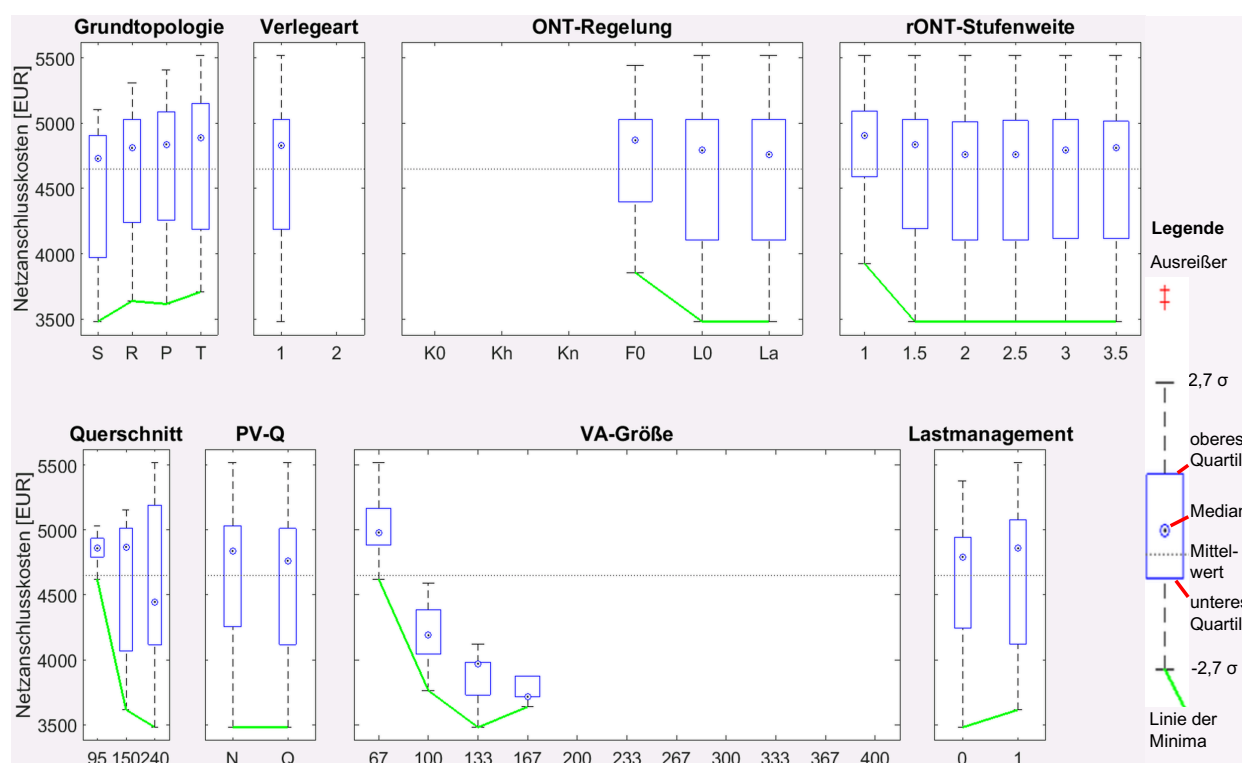 Grundtopologie Verlegeart ONT-Regelung rONT-Stufenweite
Netzanschlusskosten [EUR]
5500
5000
4500
4000
3500
S R P T 1 2 K0 Kh Kn F0 L0 La 1 1.5 2 2.5 3 3.5
Querschnitt PV-Q VA-Größe Lastmanagement
Netzanschlusskosten [EUR]
5500
5000
4500
4000
3500
95 150 240 N Q 67 100 133 167 200 233 267 300 333 367 400 0 1
Legende
Ausreißer
2,7 σ
oberes
Quartil
Median
Mittel-
wert
unteres
Quartil
-2,7 σ
Linie der
Minima